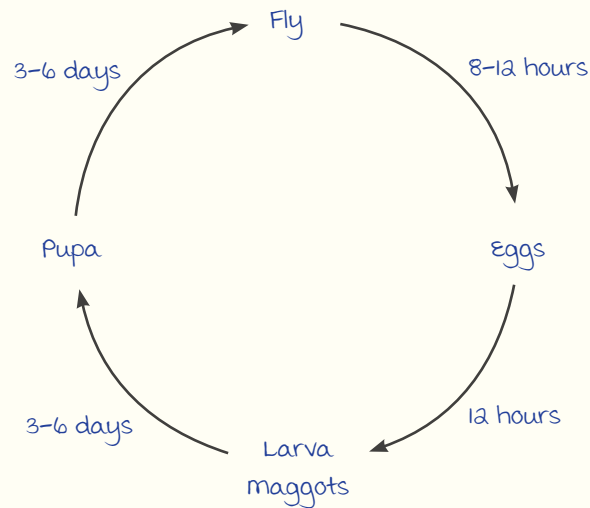 Fly
3-6 days
8-12 hours
Pupa
Eggs
3-6 days
12 hours
Larva
maggots